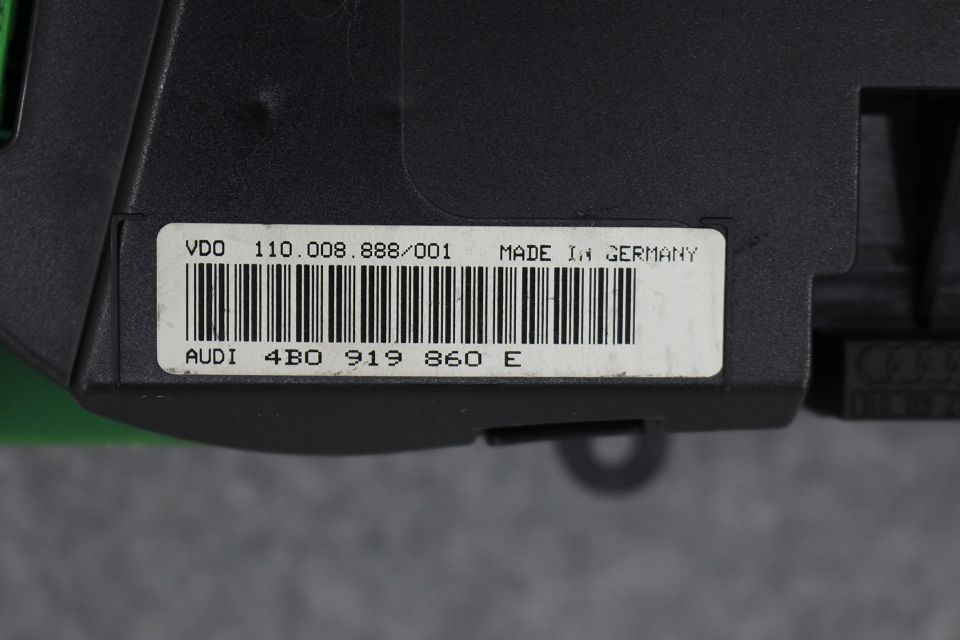 VDO 110.008.888/001 MADE IN GERMANY
AUDI 4B0 919 860 E